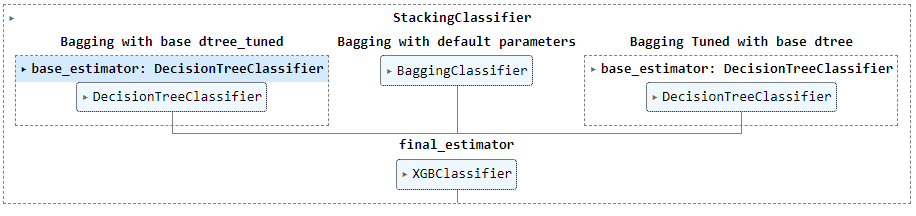 StackingClassifier
Bagging with base dtree_tuned
Bagging with default parameters
Bagging Tuned with base dtree
base_estimator: DecisionTreeClassifier
BaggingClassifier
base_estimator: DecisionTreeClassifier
DecisionTreeClassifier
DecisionTreeClassifier
final_estimator
XGBClassifier